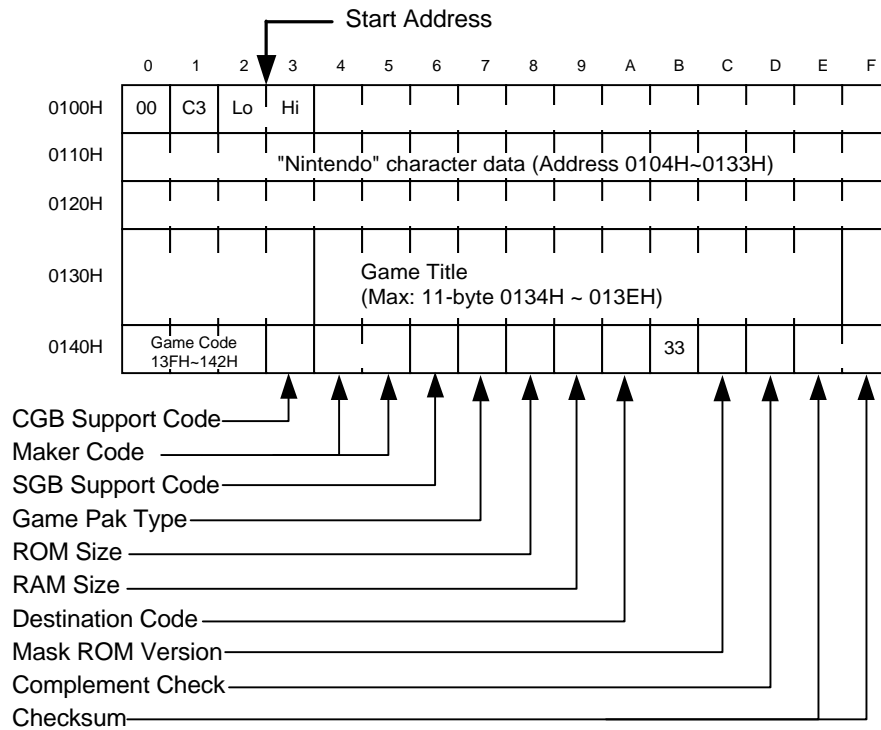 Start Address
0 1 2 3 4 5 6 7 8 9 A B C D E F
0100H 00 C3 Lo Hi
0110H "Nintendo" character data (Address 0104H~0133H)
0120H
0130H Game Title
(Max: 11-byte 0134H ~ 013EH)
0140H Game Code 33
13FH~142H
CGB Support Code
Maker Code
SGB Support Code
Game Pak Type
ROM Size
RAM Size
Destination Code
Mask ROM Version
Complement Check
Checksum